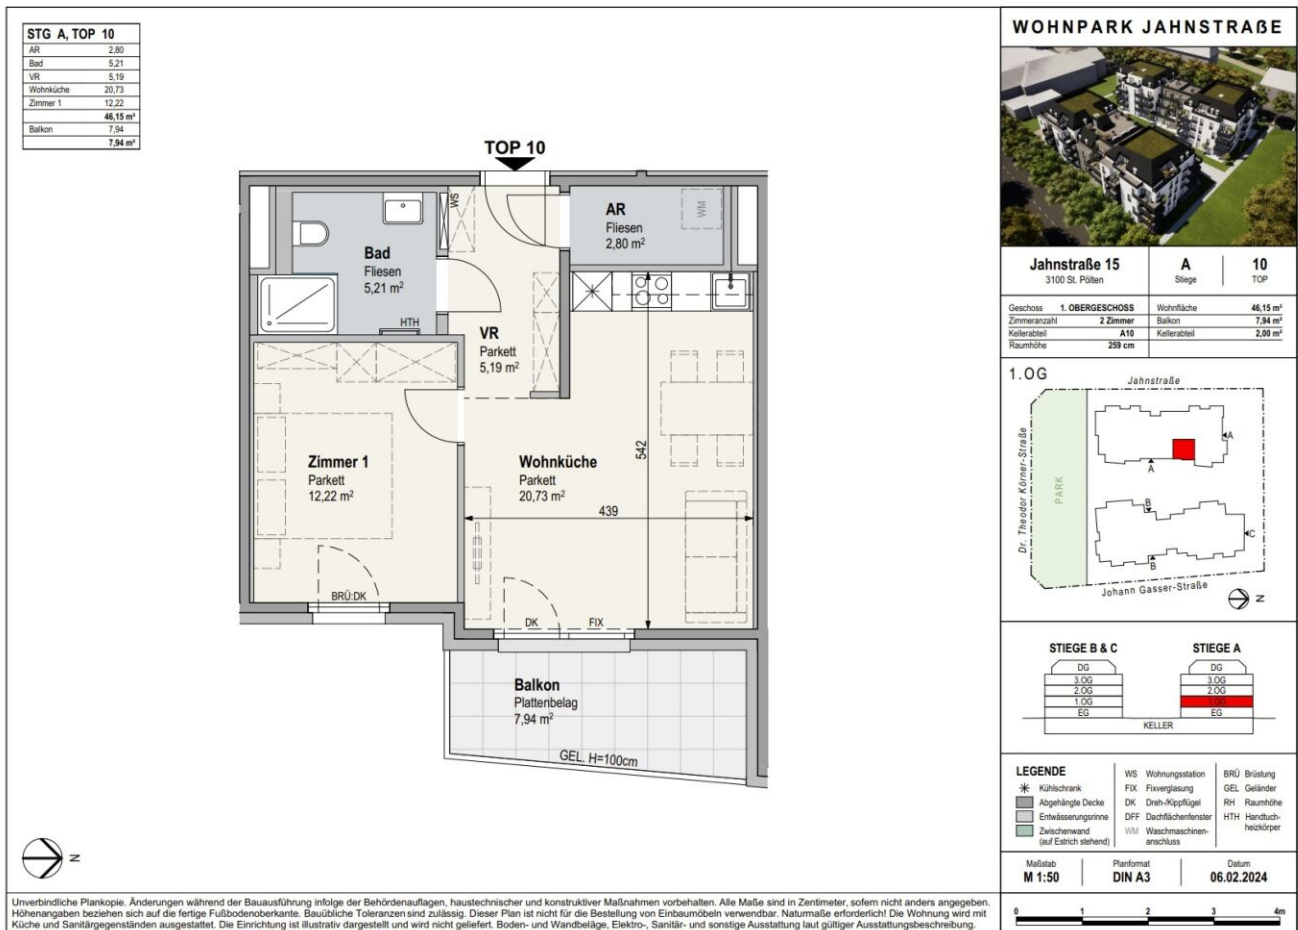 STG A, TOP 10
AR 2,80
Bad 5,21
VR 5,19
Wohnküche 20,73
Zimmer 1 12,22
46,15 m²
Balkon 7,94
7,94 m²
TOP 10
WS
AR
Fliesen
2,80 m²
WM
Bad
Fliesen
5,21 m²
HTH
VR
Parkett
5,19 m²
Zimmer 1
Parkett
12,22 m²
Wohnküche
Parkett
20,73 m²
542
439
BRÜ:DK
DK FIX
Balkon
Plattenbelag
7,94 m²
GEL. H=100cm
N
WOHNPARK JAHNSTRAßE
Jahnstraße 15
3100 St. Pölten
A
Stiege
10
TOP
Geschoss 1. OBERGESCHOSS Wohnfläche 46,15 m²
Zimmeranzahl 2 Zimmer Balkon 7,94 m²
Kellerabteil A10 Kellerabteil 2,00 m²
Raumhöhe 259 cm
1.OG
Jahnstraße
Dr. Theodor Körner-Straße
PARK
A
A
B
C
B
Johann Gasser-Straße
N
STIEGE B & C STIEGE A
DG DG
3.OG 3.OG
2.OG 2.OG
1.OG 1.OG
EG EG
KELLER
LEGENDE
Kühlschrank
Abgehängte Decke
Entwässerungsrinne
Zwischenwand
(auf Estrich stehend)
WS Wohnungsstation
FIX Fixverglasung
DK Dreh-/Kippflügel
DFF Dachflächenfenster
WM Waschmaschinen-
anschluss
BRÜ Brüstung
GEL Geländer
RH Raumhöhe
HTH Handtuch-
heizkörper
Maßstab
M 1:50
Planformat
DIN A3
Datum
06.02.2024
0 1 2 3 4m
Unverbindliche Plankopie. Änderungen während der Bauausführung infolge der Behördenauflagen, haustechnischer und konstruktiver Maßnahmen vorbehalten. Alle Maße sind in Zentimeter, sofern nicht anders angegeben.
Höhenangaben beziehen sich auf die fertige Fußbodenoberkante. Bauübliche Toleranzen sind zulässig. Dieser Plan ist nicht für die Bestellung von Einbaumöbeln verwendbar. Naturmaße erforderlich! Die Wohnung wird mit
Küche und Sanitärgegenständen ausgestattet. Die Einrichtung ist illustrativ dargestellt und wird nicht geliefert. Boden- und Wandbeläge, Elektro-, Sanitär- und sonstige Ausstattung laut gültiger Ausstattungsbeschreibung.